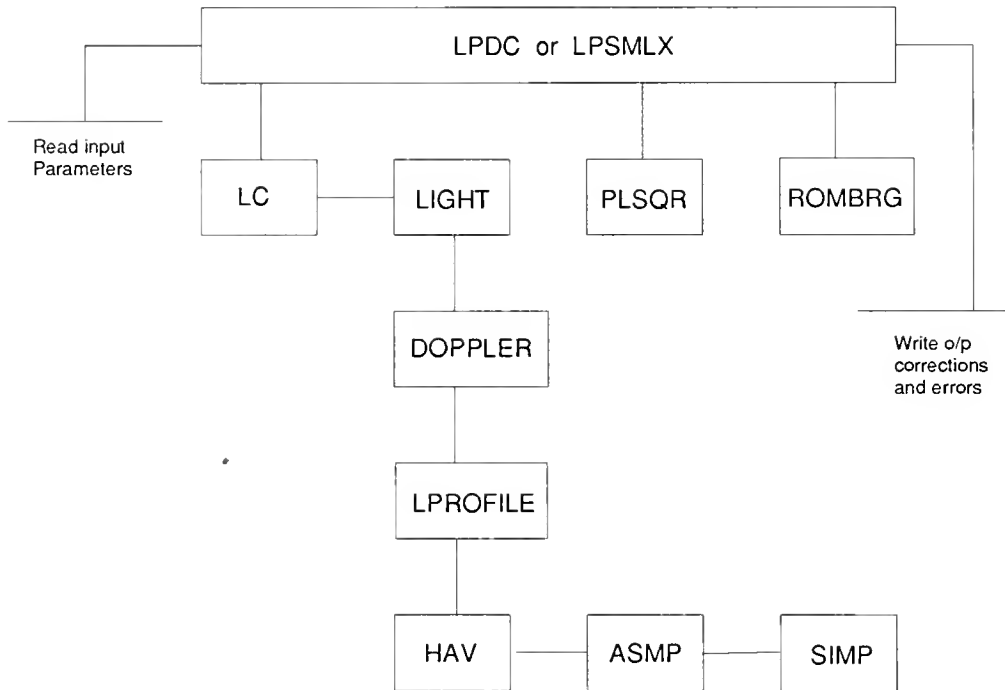 LPDC or LPSMLX
Read input
Parameters
LC
LIGHT
PLSQR
ROMBRG
DOPPLER
Write o/p
corrections
and errors
LPROFILE
HAV
ASMP
SIMP